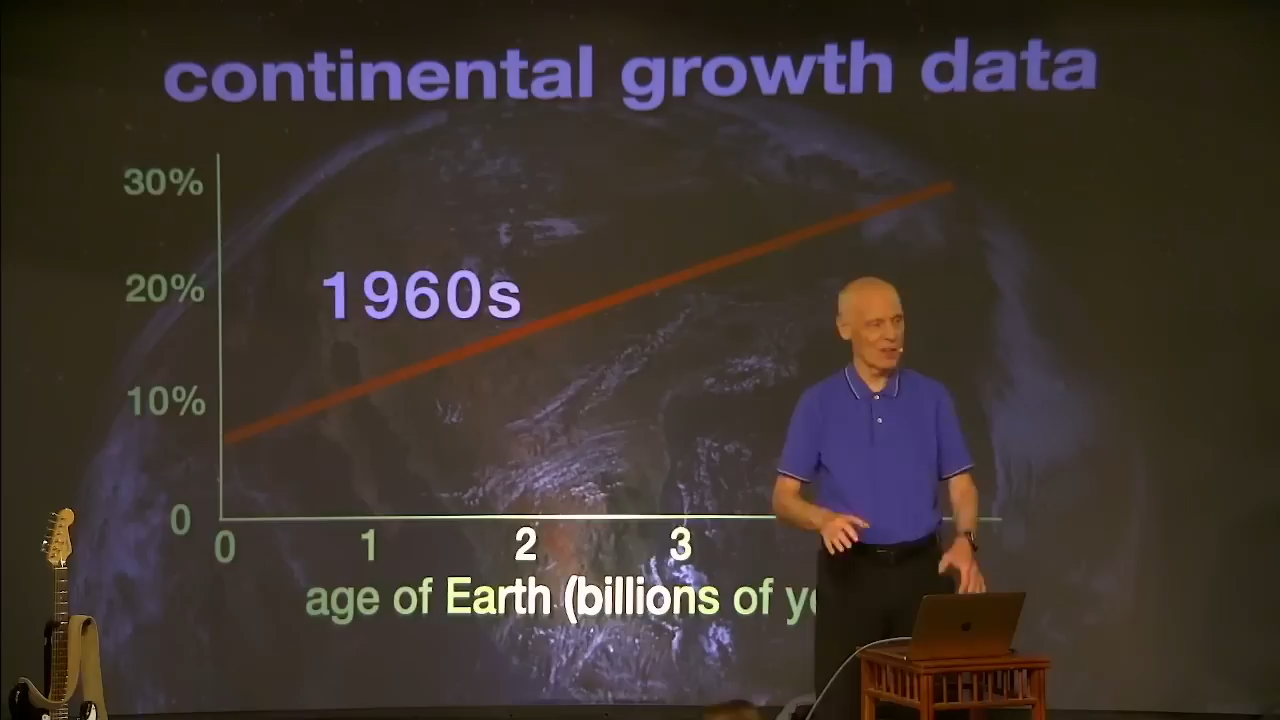 continental growth data
30%
1960s
20%
10%
0
0 1 2 3
age of Earth (billions of